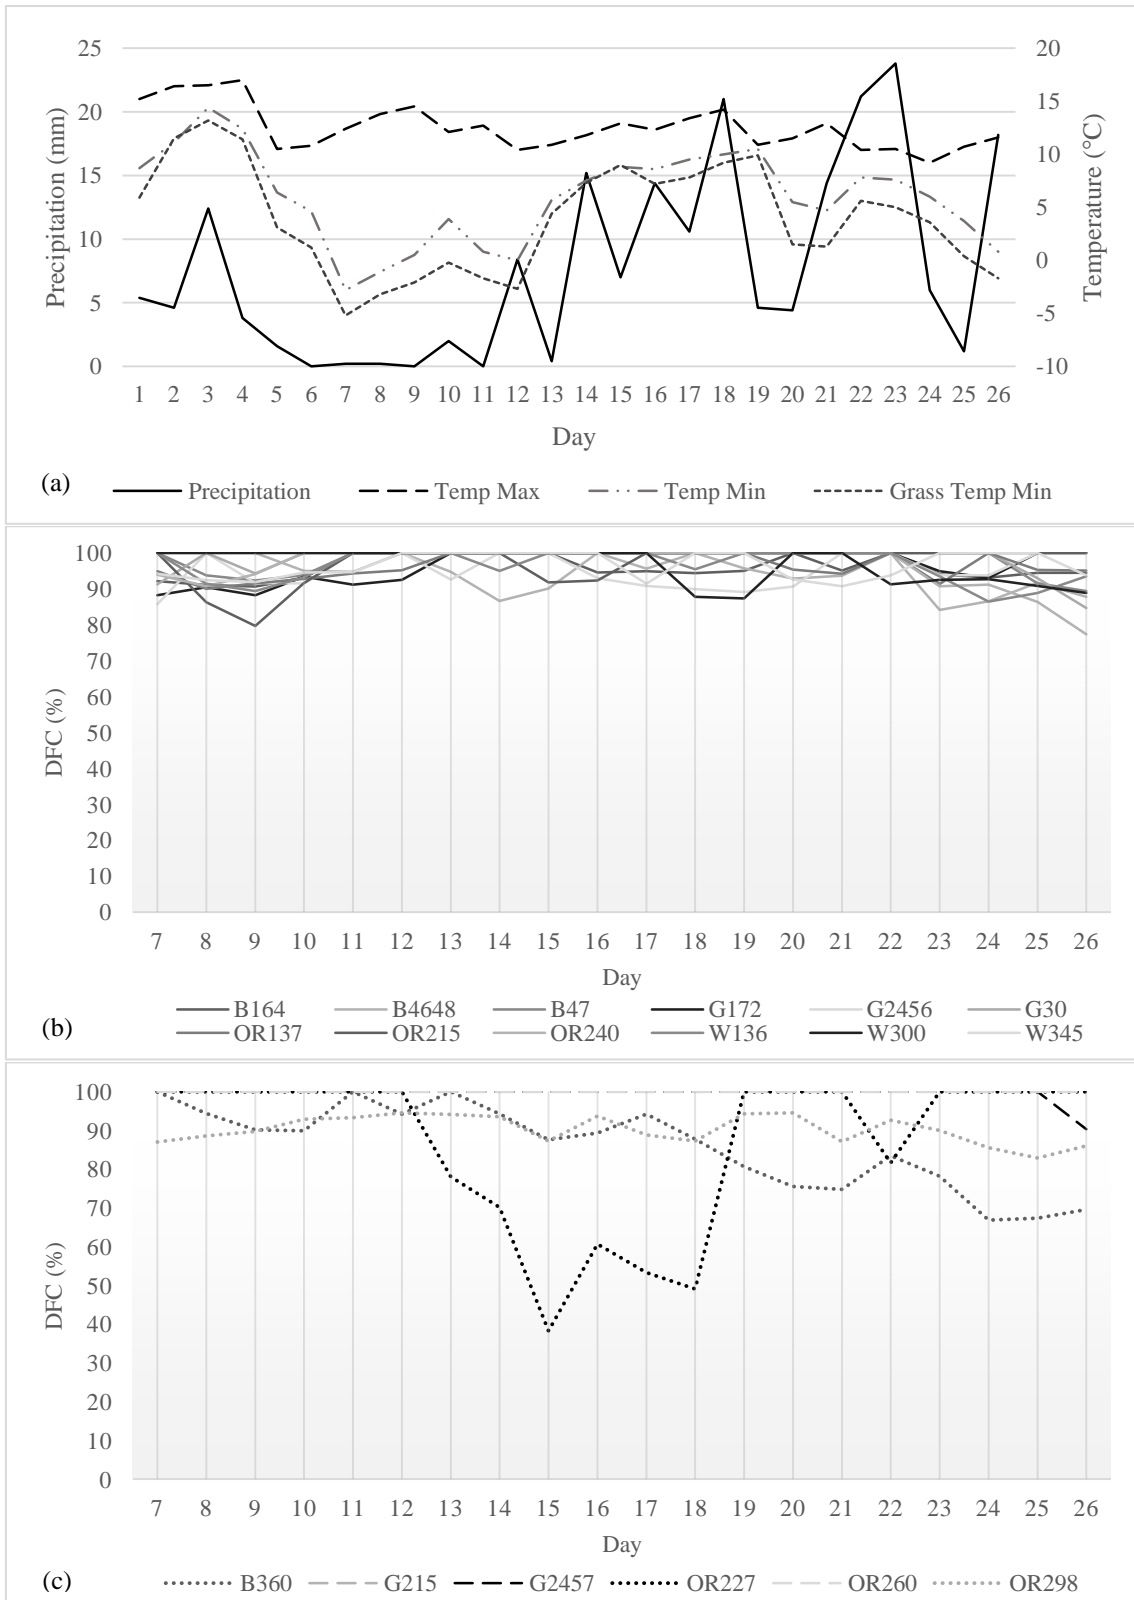 25 20
20 15
15 10
10 5
5 0
0 -5
-10
Precipitation (mm)
Temperature (°C)
1 2 3 4 5 6 7 8 9 10 11 12 13 14 15 16 17 18 19 20 21 22 23 24 25 26
Day
(a)
Precipitation Temp Max Temp Min Grass Temp Min
100
90
80
70
60
50
40
30
20
10
0
DFC (%)
7 8 9 10 11 12 13 14 15 16 17 18 19 20 21 22 23 24 25 26
Day
B164 B4648 B47 G172 G2456 G30
(b)
OR137 OR215 OR240 W136 W300 W345
100
90
80
70
60
50
40
30
20
10
0
DFC (%)
7 8 9 10 11 12 13 14 15 16 17 18 19 20 21 22 23 24 25 26
Day
(c)
B360 G215 G2457 OR227 OR260 OR298